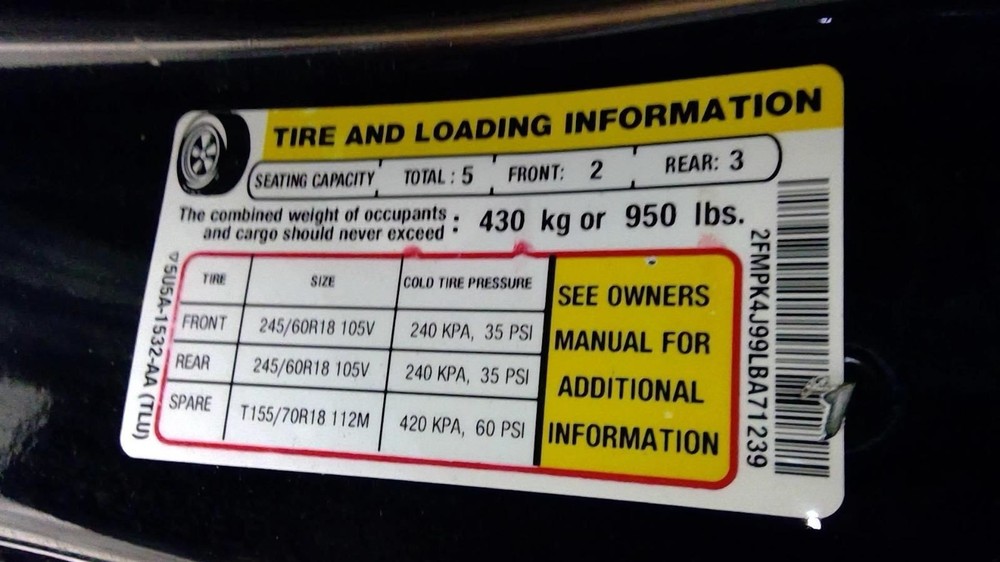 TIRE AND LOADING INFORMATION
SEATING CAPACITY TOTAL : 5 FRONT: 2 REAR: 3
The combined weight of occupants
and cargo should never exceed : 430 kg or 950 lbs.
TIRE SIZE COLD TIRE PRESSURE
FRONT 245/60R18 105V 240 KPA, 35 PSI
REAR 245/60R18 105V 240 KPA, 35 PSI
SPARE T155/70R18 112M 420 KPA, 60 PSI
SEE OWNERS
MANUAL FOR
ADDITIONAL
INFORMATION
5U5A-1532-AA (TLU)
2FMPK4J99LBA71239